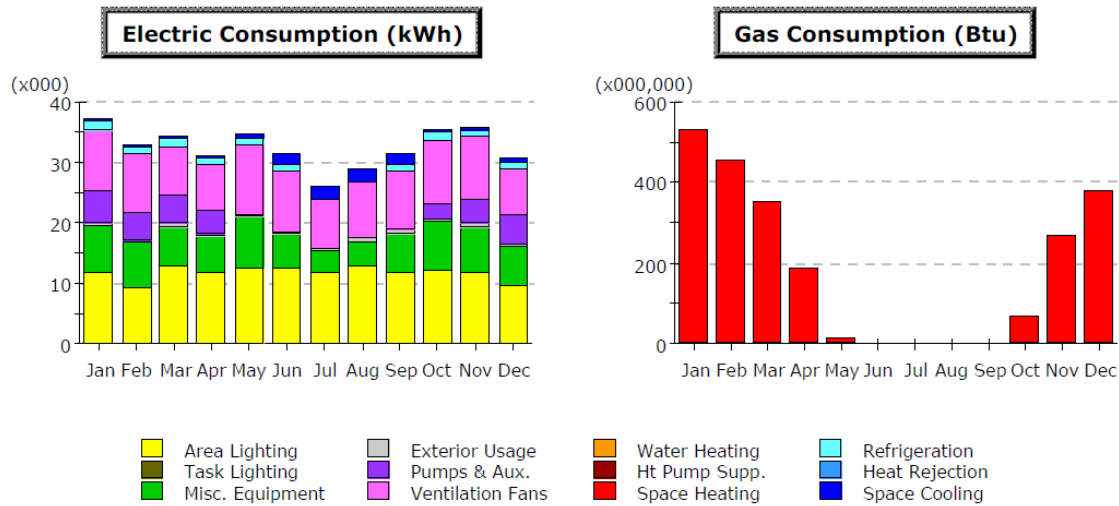 Electric Consumption (kWh)
Gas Consumption (Btu)
(x000)
40
30
20
10
0
Jan Feb Mar Apr May Jun Jul Aug Sep Oct Nov Dec
(x000,000)
600
400
200
0
Jan Feb Mar Apr May Jun Jul Aug Sep Oct Nov Dec
Area Lighting
Task Lighting
Misc. Equipment
Exterior Usage
Pumps & Aux.
Ventilation Fans
Water Heating
Ht Pump Supp.
Space Heating
Refrigeration
Heat Rejection
Space Cooling